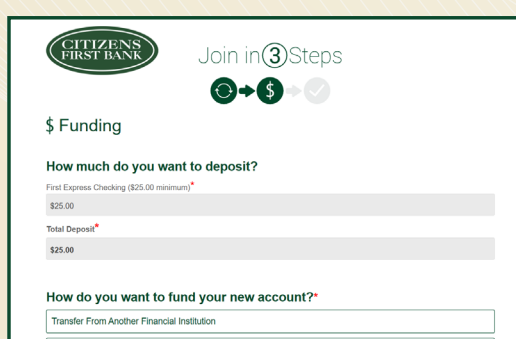 CITIZENS
FIRST BANK
Join in 3 Steps
$
$ Funding
How much do you want to deposit?
First Express Checking ($25.00 minimum)*
$25.00
Total Deposit*
$25.00
How do you want to fund your new account?*
Transfer From Another Financial Institution